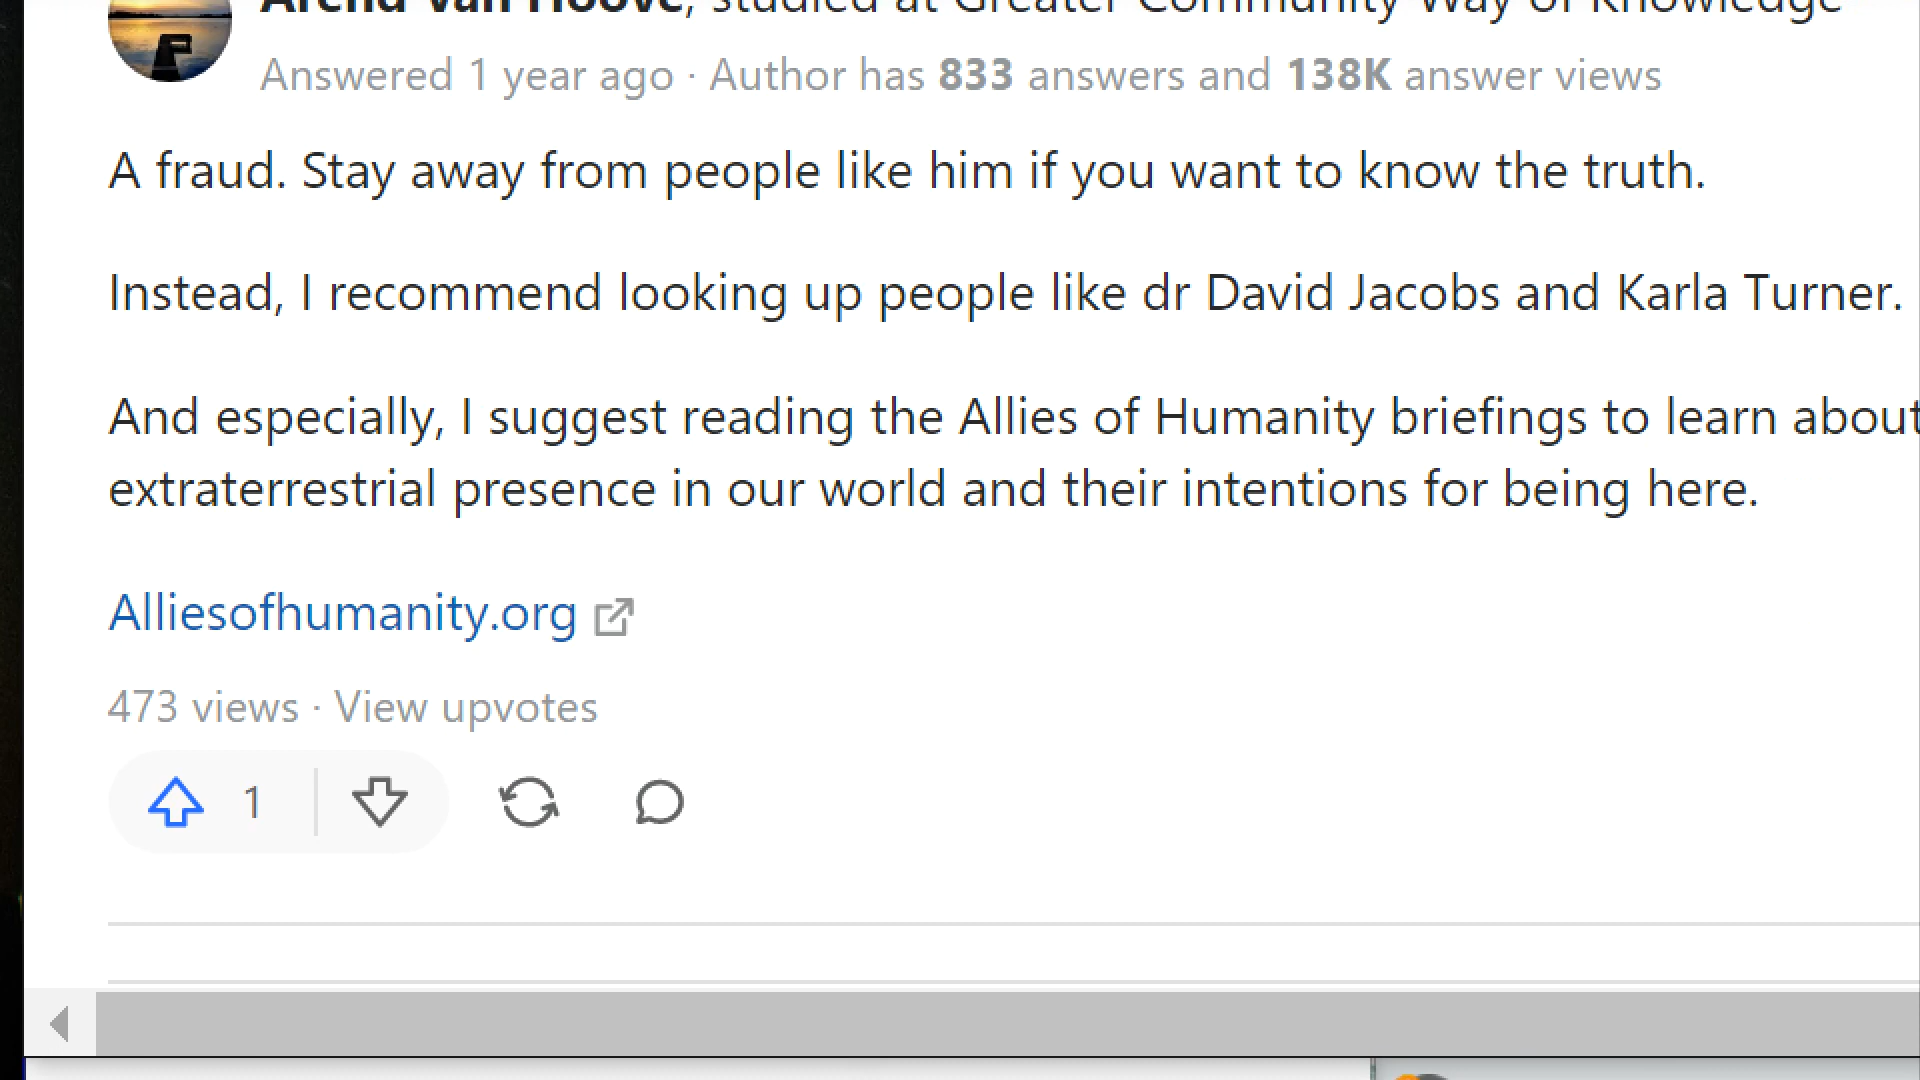 Arend Van Hoove, studied at Greater Community Way of Knowledge
Answered 1 year ago · Author has 833 answers and 138K answer views
A fraud. Stay away from people like him if you want to know the truth.
Instead, I recommend looking up people like dr David Jacobs and Karla Turner.
And especially, I suggest reading the Allies of Humanity briefings to learn about
extraterrestrial presence in our world and their intentions for being here.
Alliesofhumanity.org
473 views · View upvotes
1